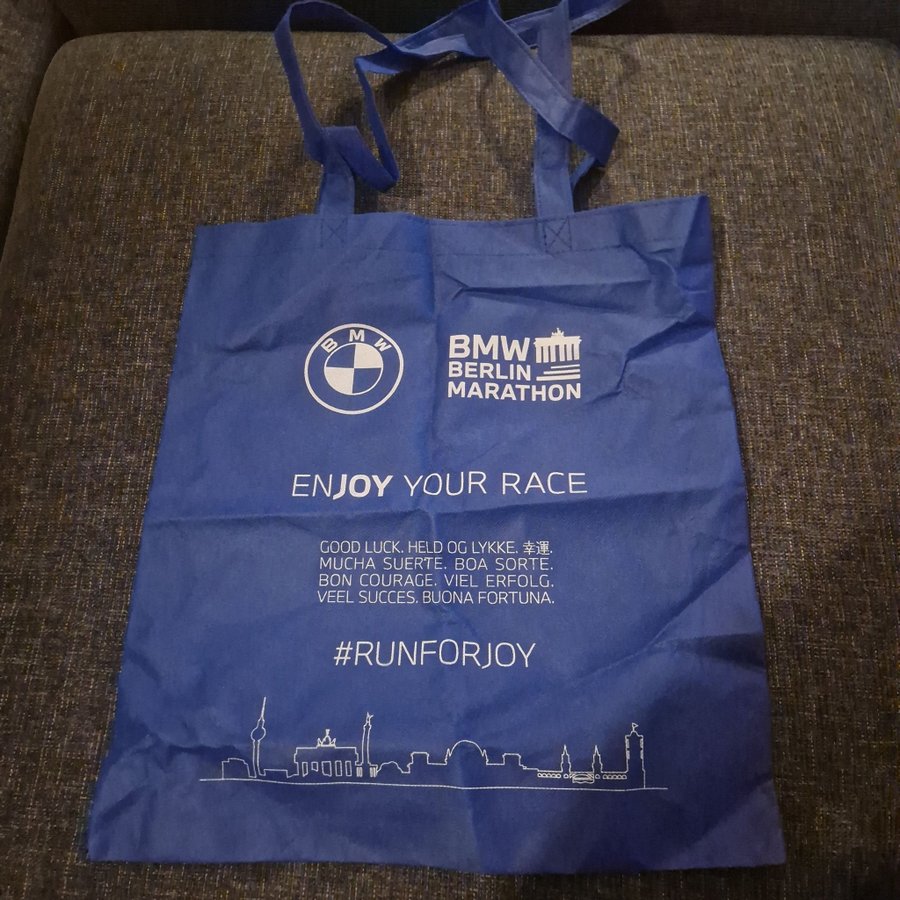 BMW
BMW
BERLIN
MARATHON
ENJOY YOUR RACE
GOOD LUCK. HELD OG LYKKE. 幸運.
MUCHA SUERTE. BOA SORTE.
BON COURAGE. VIEL ERFOLG.
VEEL SUCCES. BUONA FORTUNA.
#RUNFORJOY